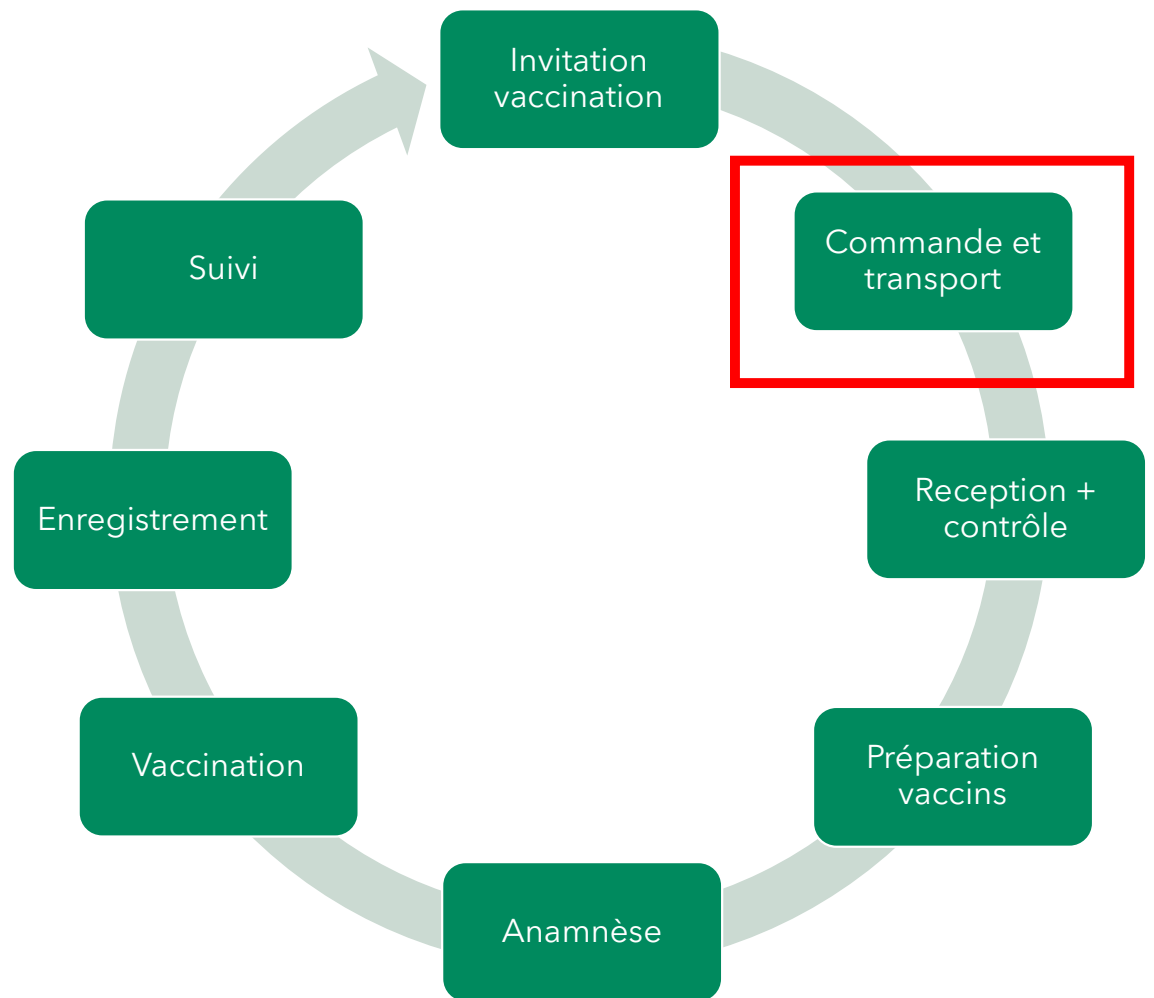 Invitation
vaccination
Commande et
transport
Reception +
contrôle
Préparation
vaccins
Anamnèse
Vaccination
Enregistrement
Suivi